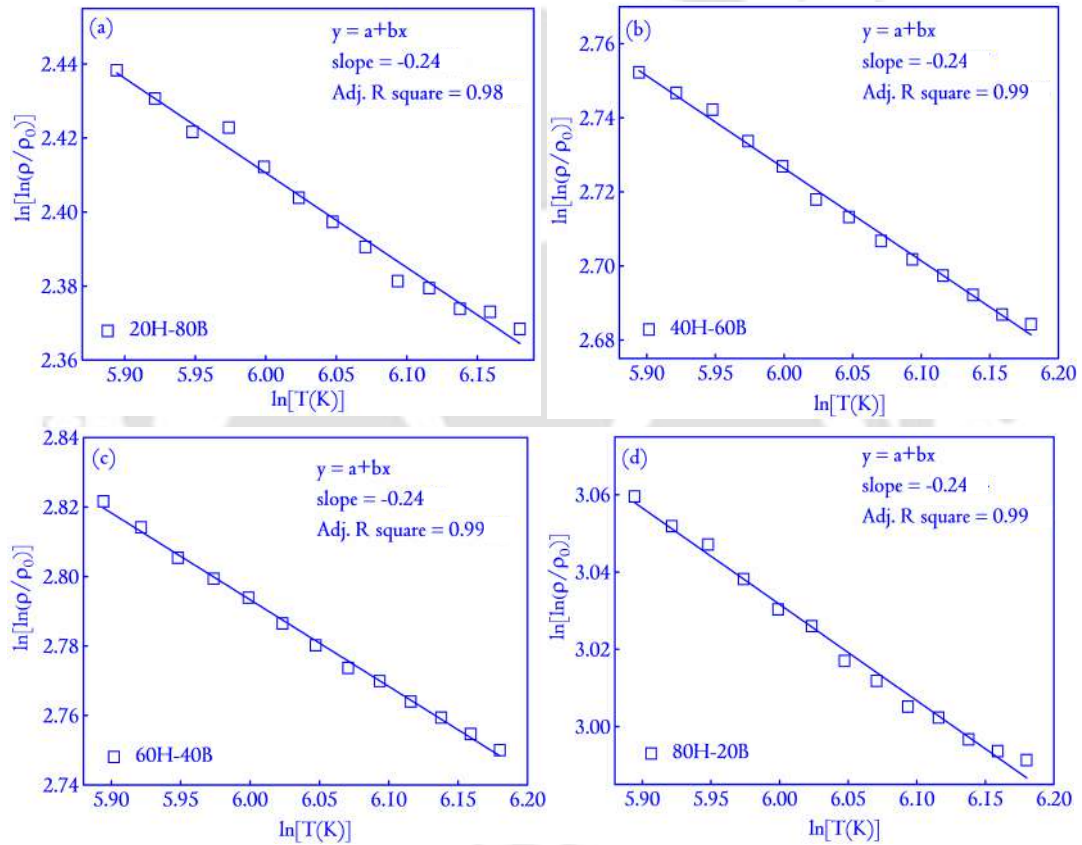 (a)
y = a+bx
slope = -0.24
Adj. R square = 0.98
2.44
2.42
2.40
2.38
2.36
ln[ln(ρ/ρ₀)]
20H-80B
5.90 5.95 6.00 6.05 6.10 6.15
ln[T(K)]
(b)
y = a+bx
slope = -0.24
Adj. R square = 0.99
2.76
2.74
2.72
2.70
2.68
ln[ln(ρ/ρ₀)]
40H-60B
5.90 5.95 6.00 6.05 6.10 6.15 6.20
ln[T(K)]
(c)
y = a+bx
slope = -0.24
Adj. R square = 0.99
2.84
2.82
2.80
2.78
2.76
2.74
ln[ln(ρ/ρ₀)]
60H-40B
5.90 5.95 6.00 6.05 6.10 6.15 6.20
ln[T(K)]
(d)
y = a+bx
slope = -0.24
Adj. R square = 0.99
3.06
3.04
3.02
3.00
ln[ln(ρ/ρ₀)]
80H-20B
5.90 5.95 6.00 6.05 6.10 6.15 6.20
ln[T(K)]